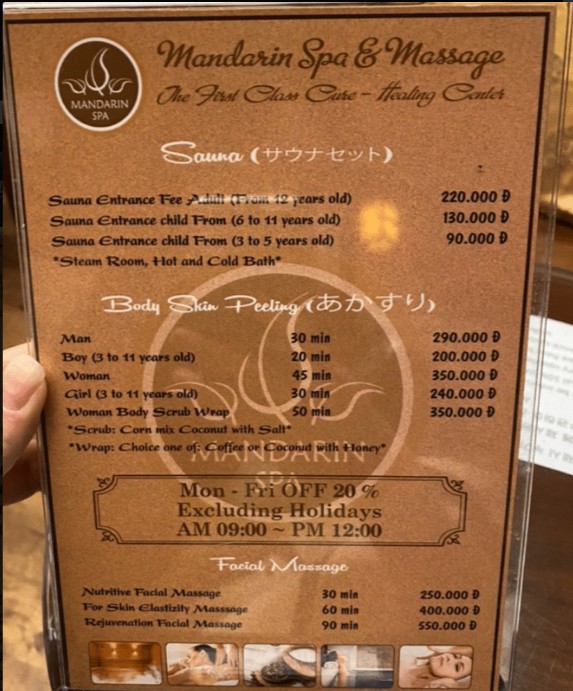 Mandarin Spa & Massage
The First Class Cure - Healing Center
MANDARIN
SPA
Sauna (サウナセット)
Sauna Entrance Fee Adult (From 12 years old) 220.000 Đ
Sauna Entrance child From (6 to 11 years old) 130.000 Đ
Sauna Entrance child From (3 to 5 years old) 90.000 Đ
*Steam Room, Hot and Cold Bath*
Body Skin Peeling (あかすり)
Man 30 min 290.000 Đ
Boy (3 to 11 years old) 20 min 200.000 Đ
Woman 45 min 350.000 Đ
Girl (3 to 11 years old) 30 min 240.000 Đ
Woman Body Scrub Wrap 50 min 350.000 Đ
*Scrub: Corn mix Coconut with Salt*
*Wrap: Choice one of: Coffee or Coconut with Honey*
MANDARIN
SPA
Mon - Fri OFF 20 %
Excluding Holidays
AM 09:00 ~ PM 12:00
Facial Massage
Nutritive Facial Massage 30 min 250.000 Đ
For Skin Elastizity Masssage 60 min 400.000 Đ
Rejuvenation Facial Massage 90 min 550.000 Đ